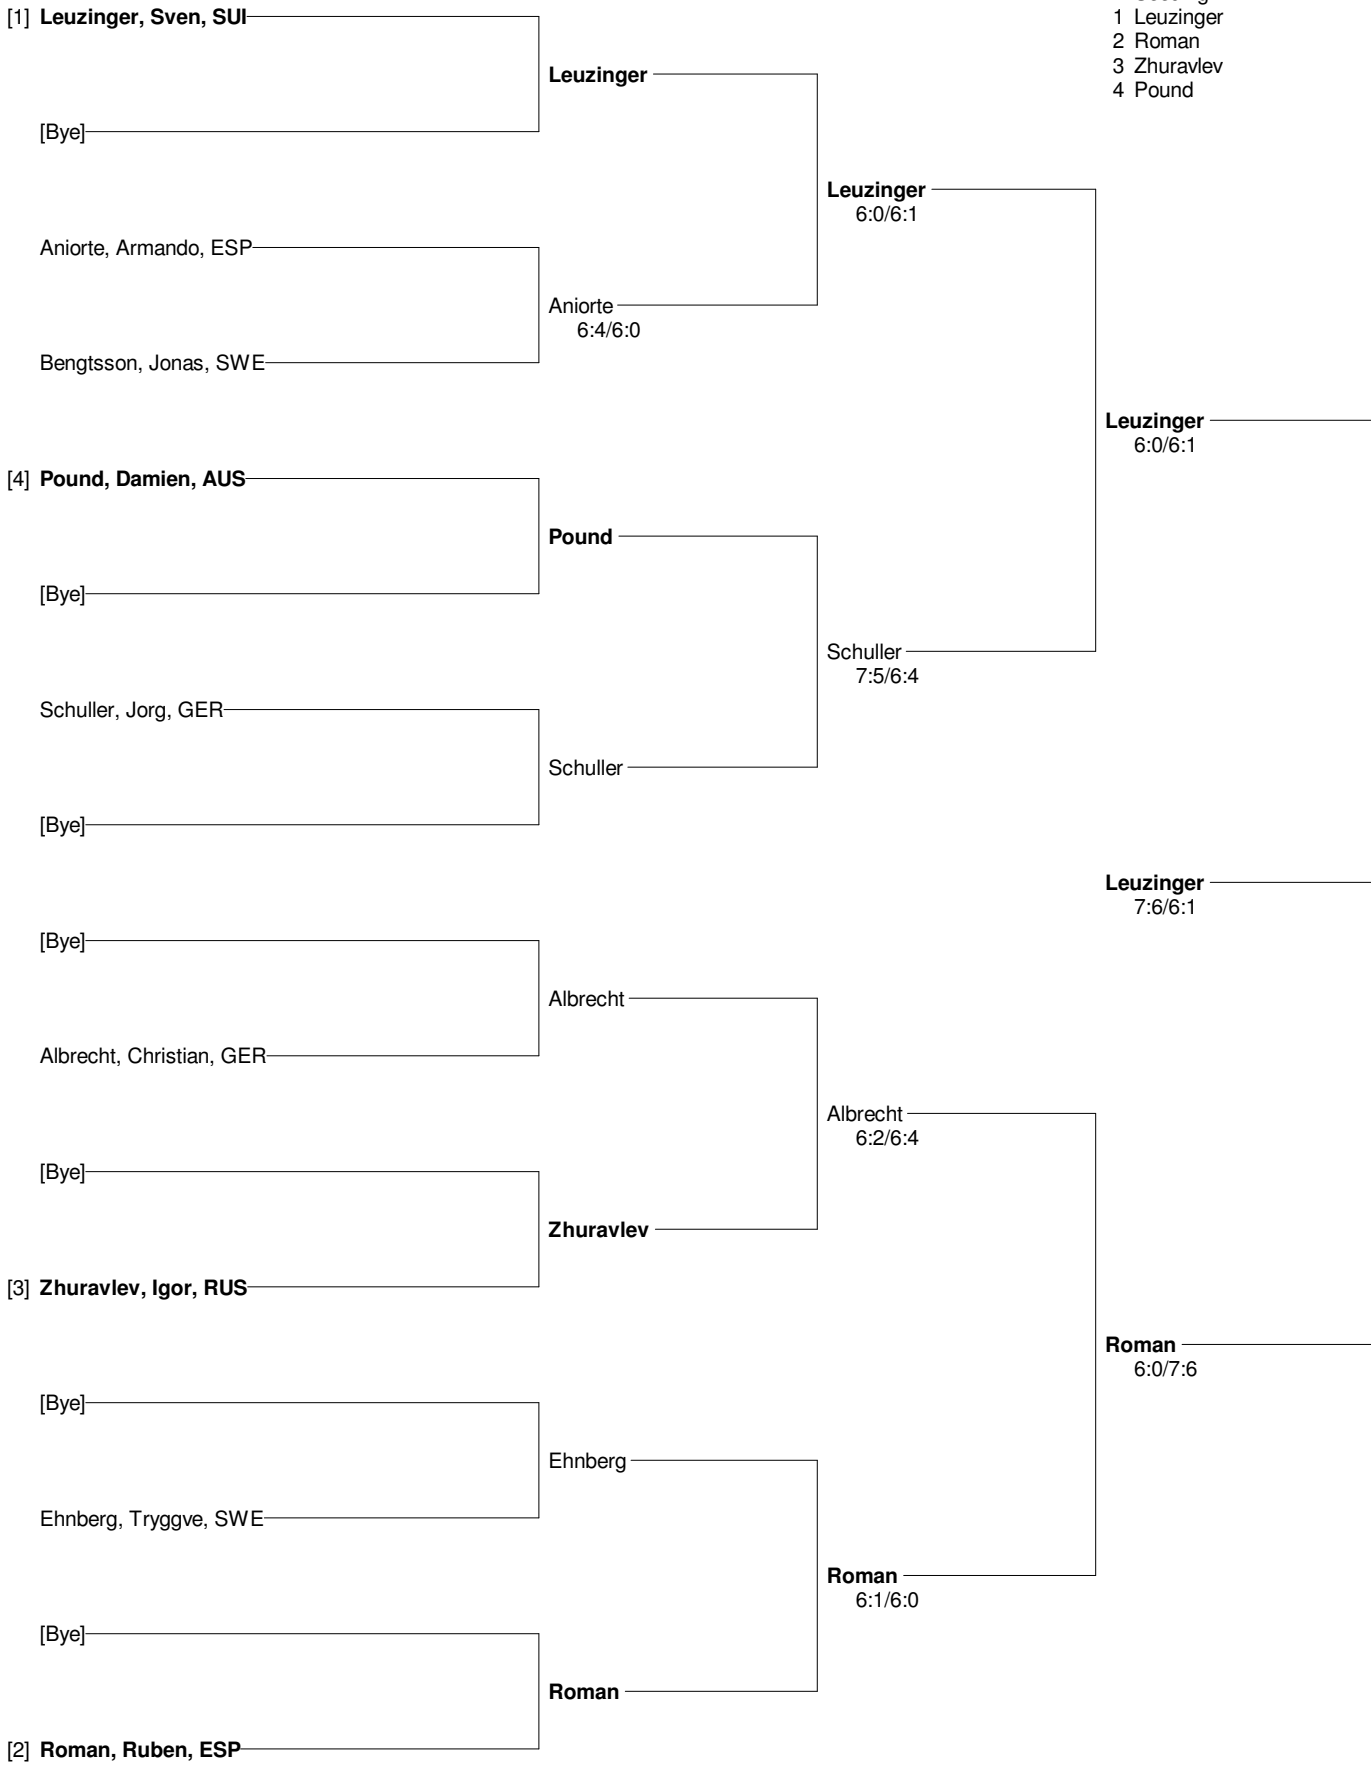 [1] Leuzinger, Sven, SUI
1 Leuzinger
2 Roman
3 Zhuravlev
4 Pound
Leuzinger
[Bye]
Leuzinger
6:0/6:1
Aniorte, Armando, ESP
Aniorte
6:4/6:0
Bengtsson, Jonas, SWE
Leuzinger
6:0/6:1
[4] Pound, Damien, AUS
Pound
[Bye]
Schuller
7:5/6:4
Schuller, Jorg, GER
Schuller
[Bye]
Leuzinger
7:6/6:1
[Bye]
Albrecht
Albrecht, Christian, GER
Albrecht
6:2/6:4
[Bye]
Zhuravlev
[3] Zhuravlev, Igor, RUS
Roman
6:0/7:6
[Bye]
Ehnberg
Ehnberg, Tryggve, SWE
Roman
6:1/6:0
[Bye]
Roman
[2] Roman, Ruben, ESP